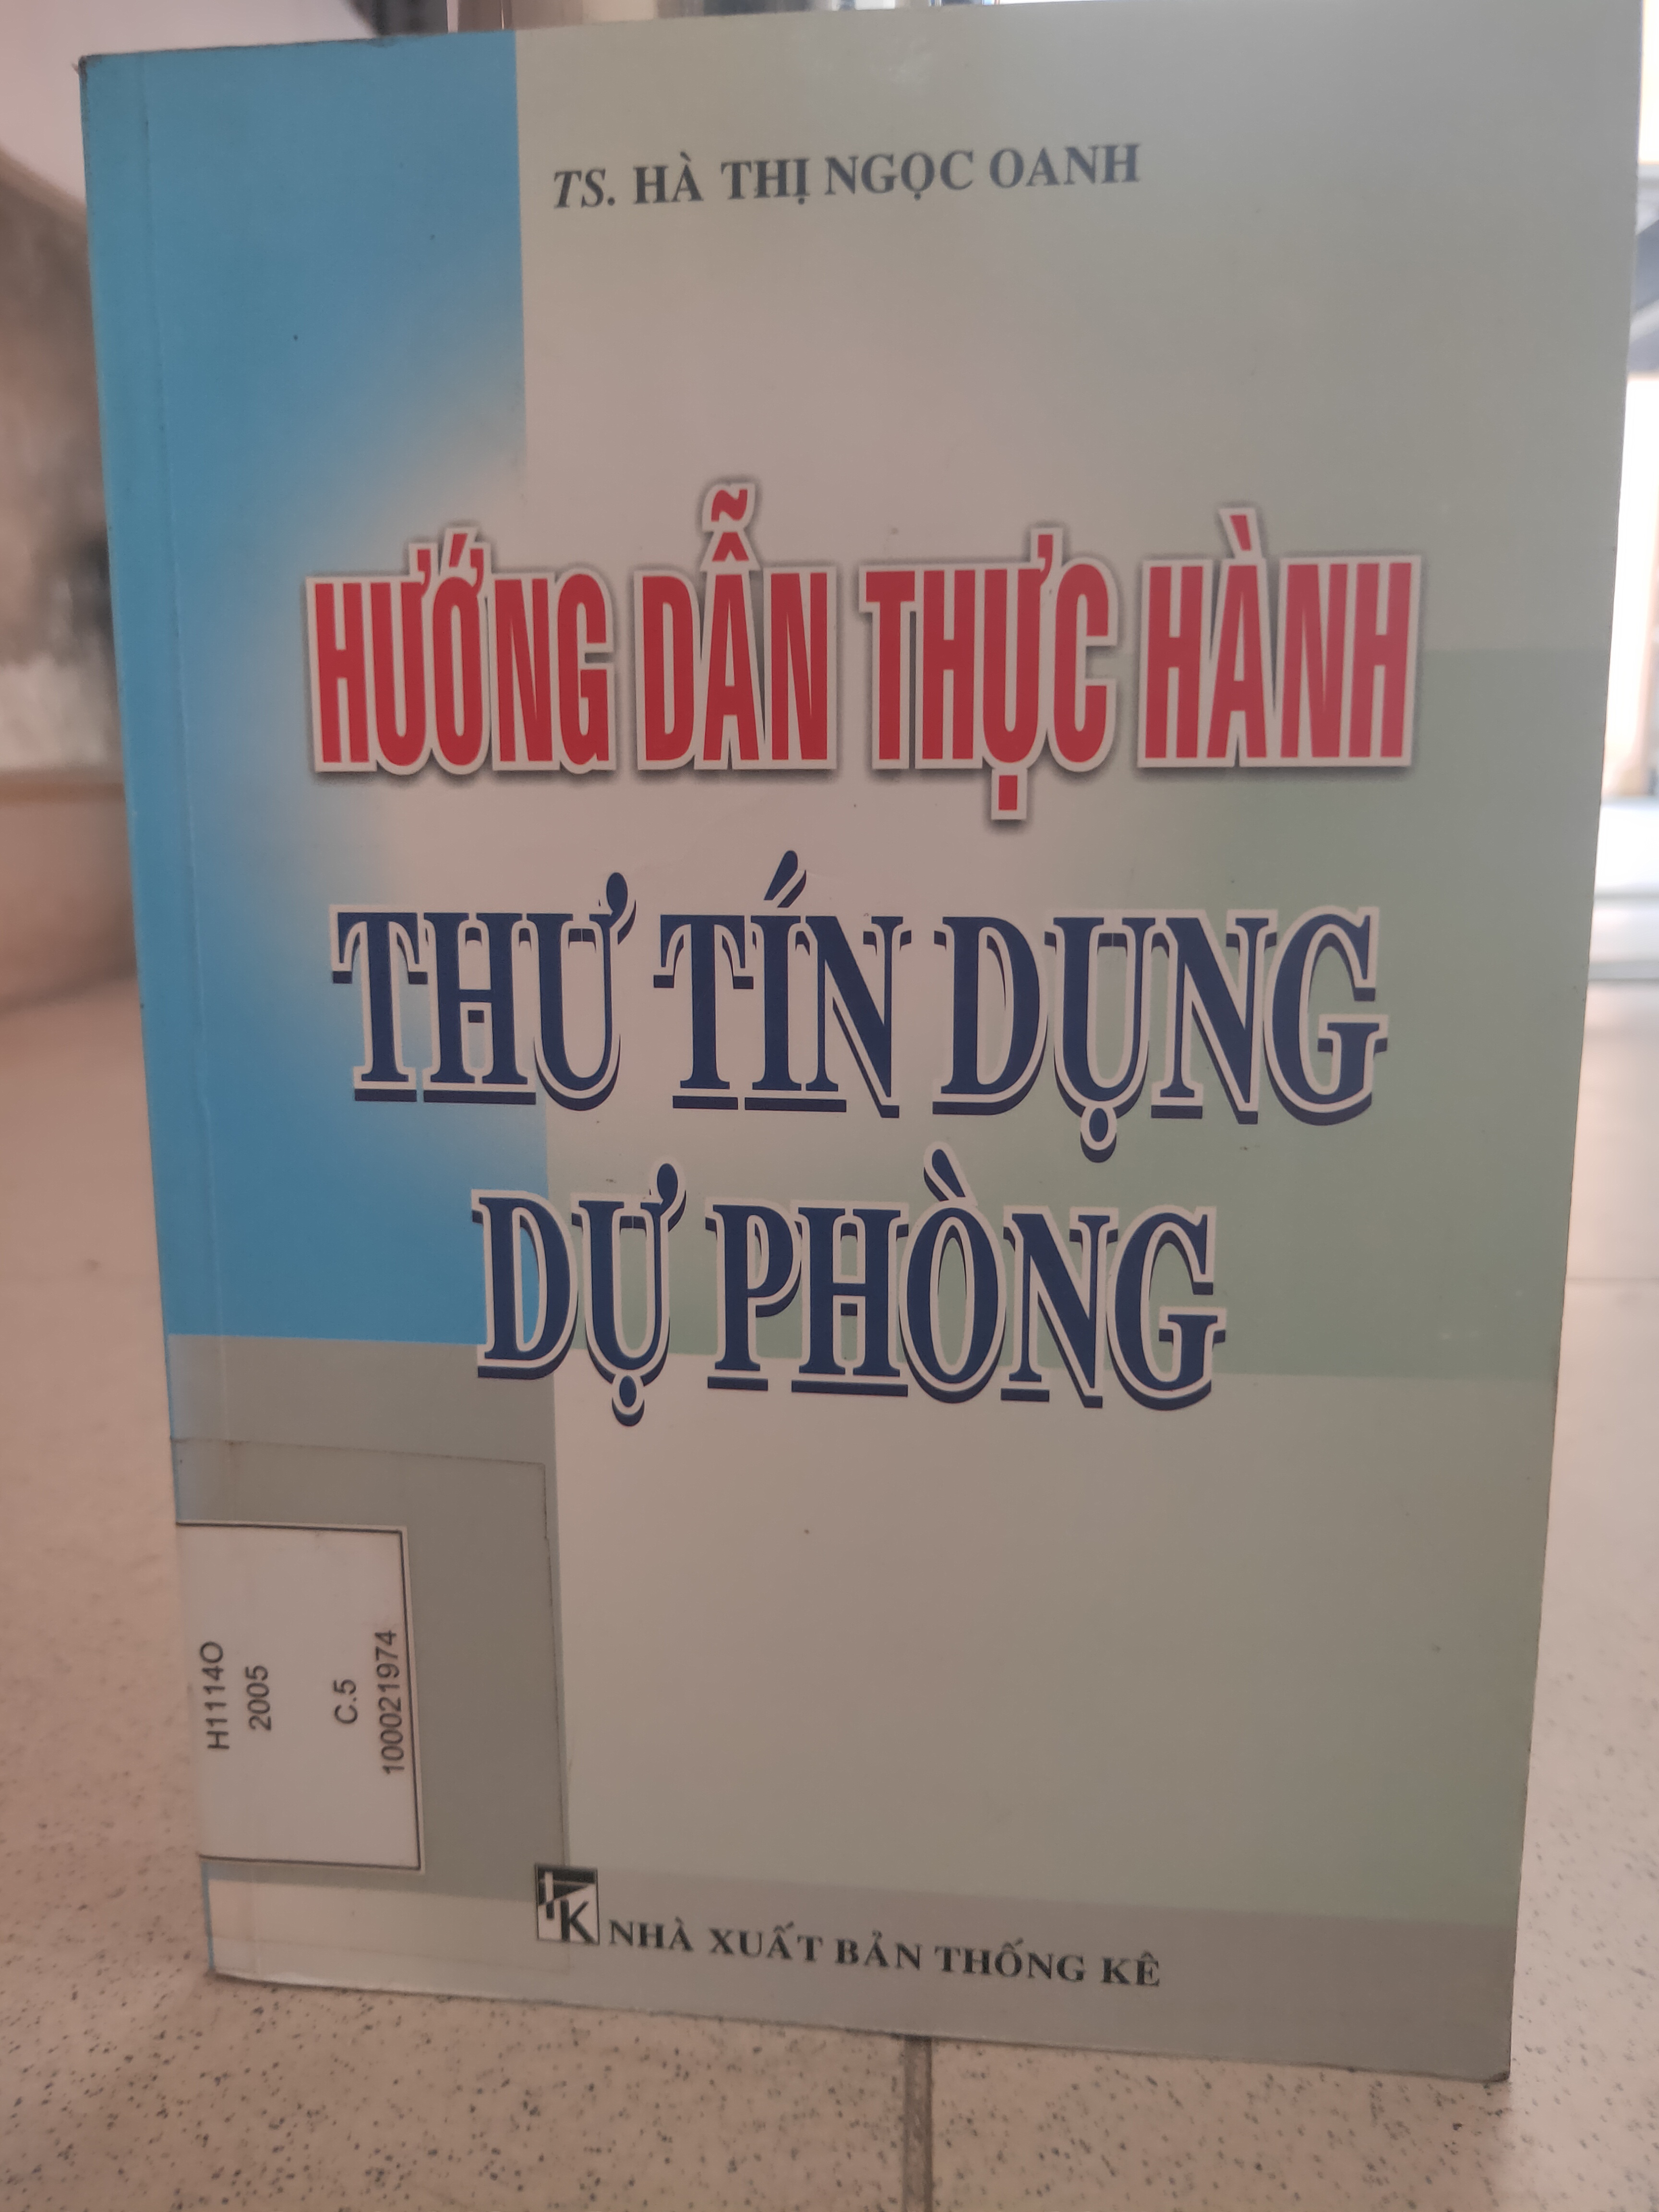 TS. HÀ THỊ NGỌC OANH
HƯỚNG DẪN THỰC HÀNH
THƯ TÍN DỤNG
DỰ PHÒNG
H1114O
2005
C.5
100021974
TK NHÀ XUẤT BẢN THỐNG KÊ